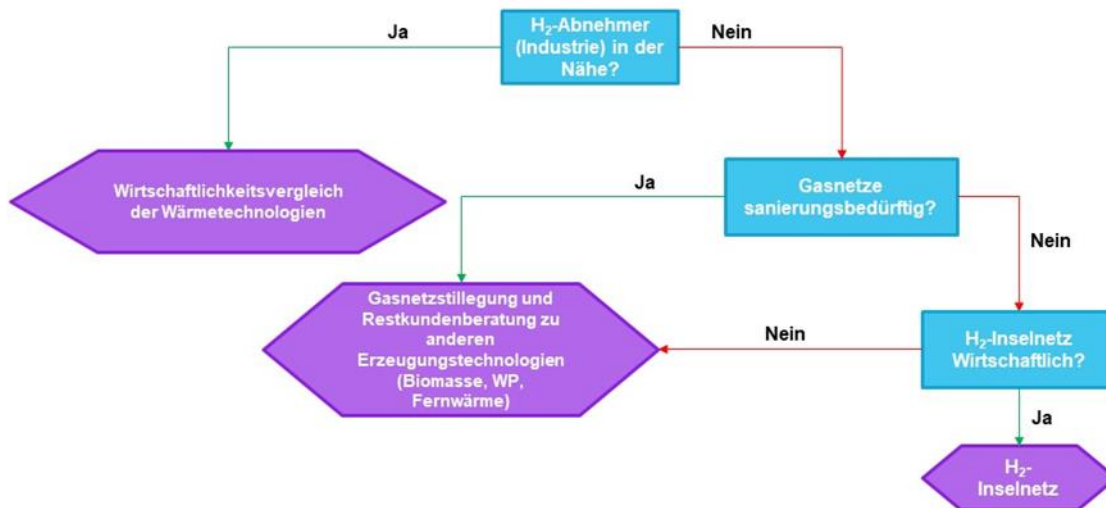 H₂-Abnehmer
(Industrie) in der
Nähe?
Ja
Nein
Wirtschaftlichkeitsvergleich
der Wärmetechnologien
Gasnetze
sanierungsbedürftig?
Ja
Nein
Gasnetzstillegung und
Restkundenberatung zu
anderen
Erzeugungstechnologien
(Biomasse, WP,
Fernwärme)
H₂-Inselnetz
Wirtschaftlich?
Nein
Ja
H₂-
Inselnetz